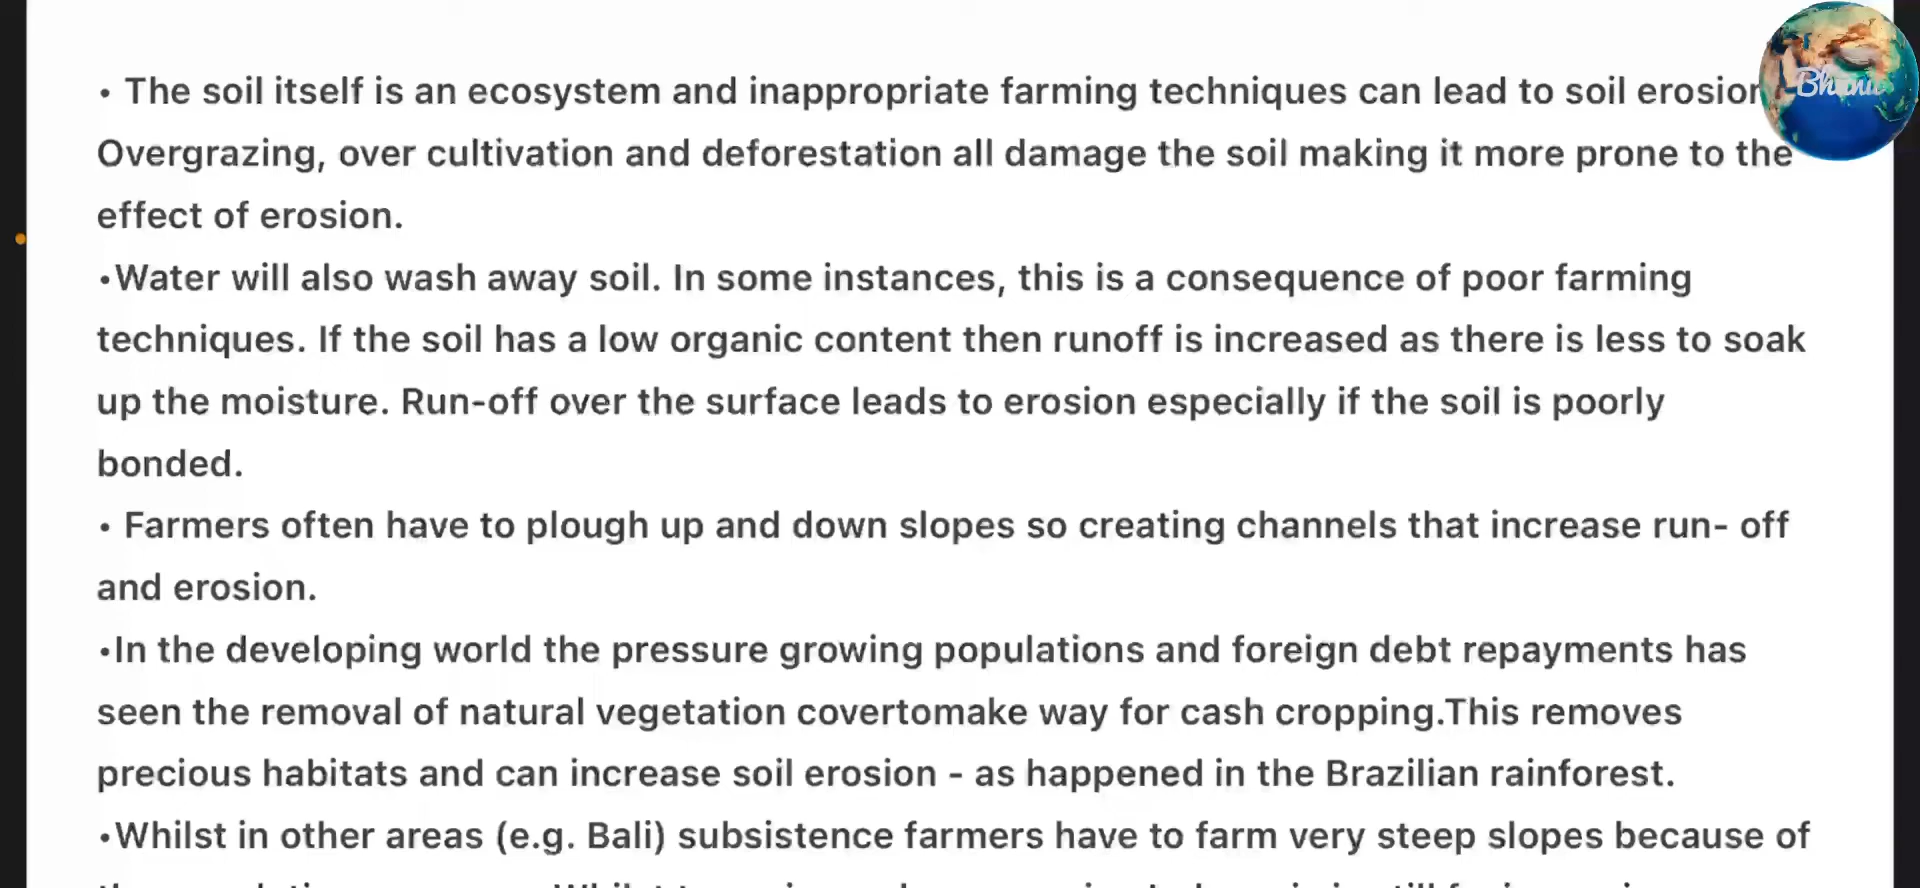 • The soil itself is an ecosystem and inappropriate farming techniques can lead to soil erosion
Overgrazing, over cultivation and deforestation all damage the soil making it more prone to the
effect of erosion.
•Water will also wash away soil. In some instances, this is a consequence of poor farming
techniques. If the soil has a low organic content then runoff is increased as there is less to soak
up the moisture. Run-off over the surface leads to erosion especially if the soil is poorly
bonded.
• Farmers often have to plough up and down slopes so creating channels that increase run- off
and erosion.
•In the developing world the pressure growing populations and foreign debt repayments has
seen the removal of natural vegetation covertomake way for cash cropping.This removes
precious habitats and can increase soil erosion - as happened in the Brazilian rainforest.
•Whilst in other areas (e.g. Bali) subsistence farmers have to farm very steep slopes because of